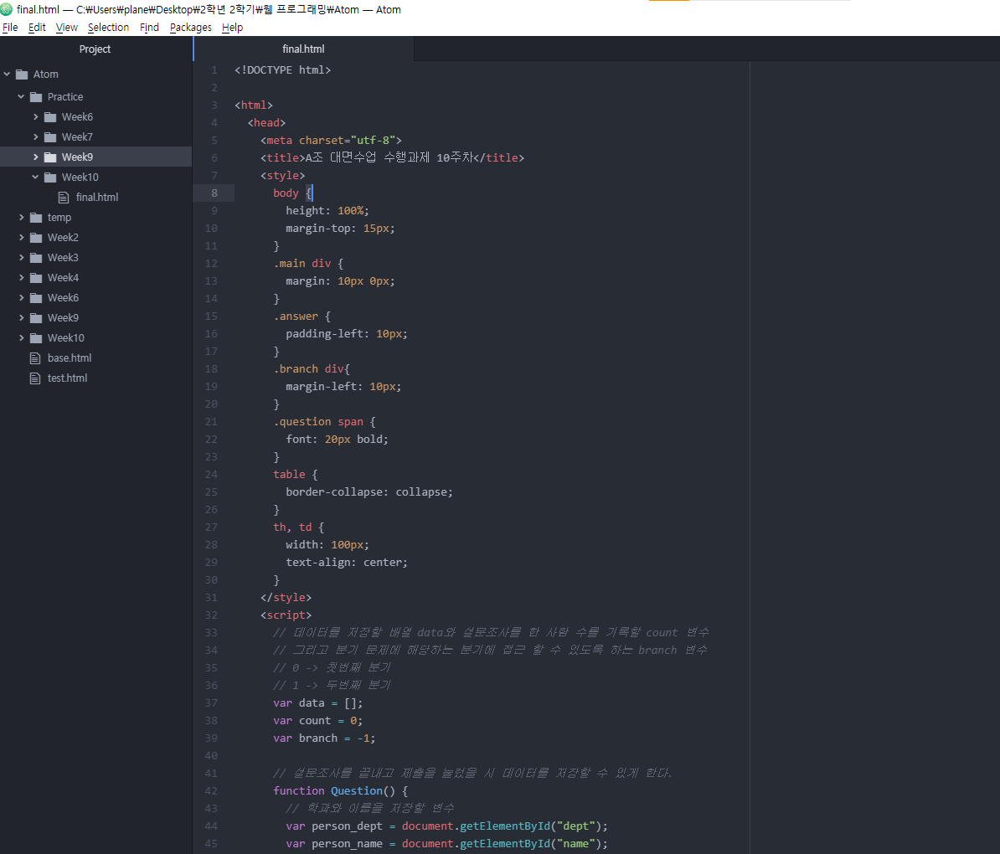 final.html — C:₩Users₩plane₩Desktop₩2학년 2학기₩웹 프로그래밍₩Atom — Atom
File Edit View Selection Find Packages Help
Project
Atom
Practice
Week6
Week7
Week9
Week10
final.html
temp
Week2
Week3
Week4
Week6
Week9
Week10
base.html
test.html
final.html
1 <!DOCTYPE html>
2
3 <html>
4 <head>
5 <meta charset="utf-8">
6 <title>A조 대면수업 수행과제 10주차</title>
7 <style>
8 body {
9 height: 100%;
10 margin-top: 15px;
11 }
12 .main div {
13 margin: 10px 0px;
14 }
15 .answer {
16 padding-left: 10px;
17 }
18 .branch div{
19 margin-left: 10px;
20 }
21 .question span {
22 font: 20px bold;
23 }
24 table {
25 border-collapse: collapse;
26 }
27 th, td {
28 width: 100px;
29 text-align: center;
30 }
31 </style>
32 <script>
33 // 데이터를 저장할 배열 data와 설문조사를 한 사람 수를 기록할 count 변수
34 // 그리고 분기 문제에 해당하는 분기에 접근 할 수 있도록 하는 branch 변수
35 // 0 -> 첫번째 분기
36 // 1 -> 두번째 분기
37 var data = [];
38 var count = 0;
39 var branch = -1;
40
41 // 설문조사를 끝내고 제출을 눌렀을 시 데이터를 저장할 수 있게 한다.
42 function Question() {
43 // 학과와 이름을 저장할 변수
44 var person_dept = document.getElementById("dept");
45 var person_name = document.getElementById("name");